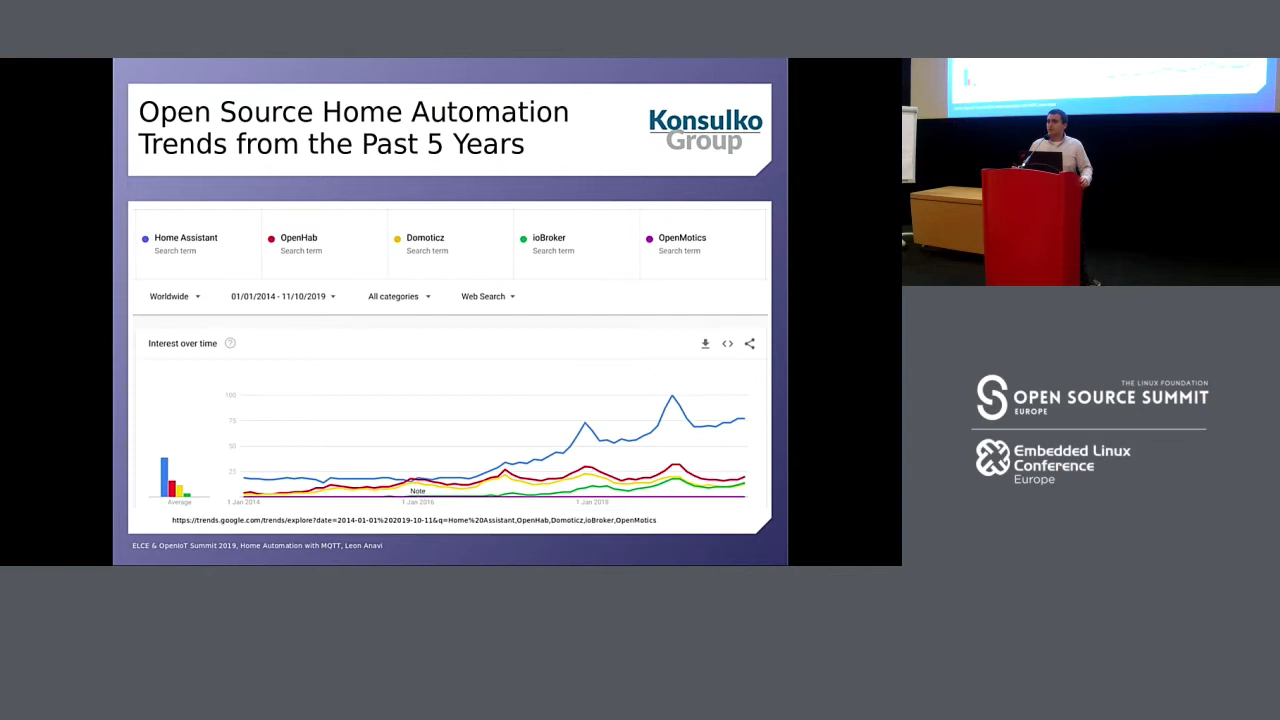 Open Source Home Automation
Trends from the Past 5 Years
Konsulko
Group
Home Assistant
Search term
OpenHab
Search term
Domoticz
Search term
ioBroker
Search term
OpenMotics
Search term
Worldwide
01/01/2014 - 11/10/2019
All categories
Web Search
Interest over time
100
75
50
25
Average
Note
1 Jan 2014
1 Jan 2016
1 Jan 2018
https://trends.google.com/trends/explore?date=2014-01-01%202019-10-11&q=Home%20Assistant,OpenHab,Domoticz,ioBroker,OpenMotics
ELCE & OpenIoT Summit 2019, Home Automation with MQTT, Leon Anavi
THE LINUX FOUNDATION
OPEN SOURCE SUMMIT
EUROPE
Embedded Linux
Conference
Europe